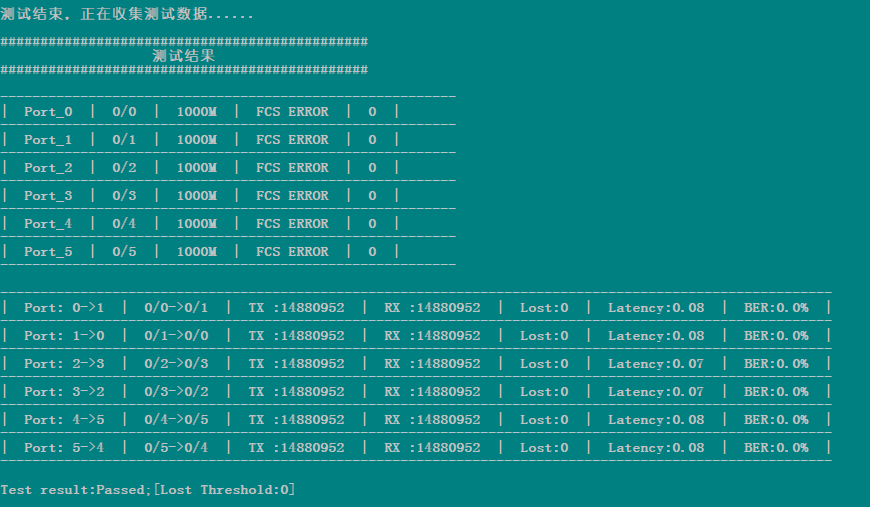 测试结束，正在收集测试数据......
##############################################
测试结果
##############################################
---------------------------------------------------------
|  Port_0  |  0/0  |  1000M  |  FCS ERROR  |  0  |
---------------------------------------------------------
|  Port_1  |  0/1  |  1000M  |  FCS ERROR  |  0  |
---------------------------------------------------------
|  Port_2  |  0/2  |  1000M  |  FCS ERROR  |  0  |
---------------------------------------------------------
|  Port_3  |  0/3  |  1000M  |  FCS ERROR  |  0  |
---------------------------------------------------------
|  Port_4  |  0/4  |  1000M  |  FCS ERROR  |  0  |
---------------------------------------------------------
|  Port_5  |  0/5  |  1000M  |  FCS ERROR  |  0  |
---------------------------------------------------------
--------------------------------------------------------------------------------------------------------
|  Port: 0->1  |  0/0->0/1  |  TX :14880952  |  RX :14880952  |  Lost:0  |  Latency:0.08  |  BER:0.0%  |
--------------------------------------------------------------------------------------------------------
|  Port: 1->0  |  0/1->0/0  |  TX :14880952  |  RX :14880952  |  Lost:0  |  Latency:0.08  |  BER:0.0%  |
--------------------------------------------------------------------------------------------------------
|  Port: 2->3  |  0/2->0/3  |  TX :14880952  |  RX :14880952  |  Lost:0  |  Latency:0.07  |  BER:0.0%  |
--------------------------------------------------------------------------------------------------------
|  Port: 3->2  |  0/3->0/2  |  TX :14880952  |  RX :14880952  |  Lost:0  |  Latency:0.07  |  BER:0.0%  |
--------------------------------------------------------------------------------------------------------
|  Port: 4->5  |  0/4->0/5  |  TX :14880952  |  RX :14880952  |  Lost:0  |  Latency:0.08  |  BER:0.0%  |
--------------------------------------------------------------------------------------------------------
|  Port: 5->4  |  0/5->0/4  |  TX :14880952  |  RX :14880952  |  Lost:0  |  Latency:0.08  |  BER:0.0%  |
--------------------------------------------------------------------------------------------------------
Test result:Passed;[Lost Threshold:0]